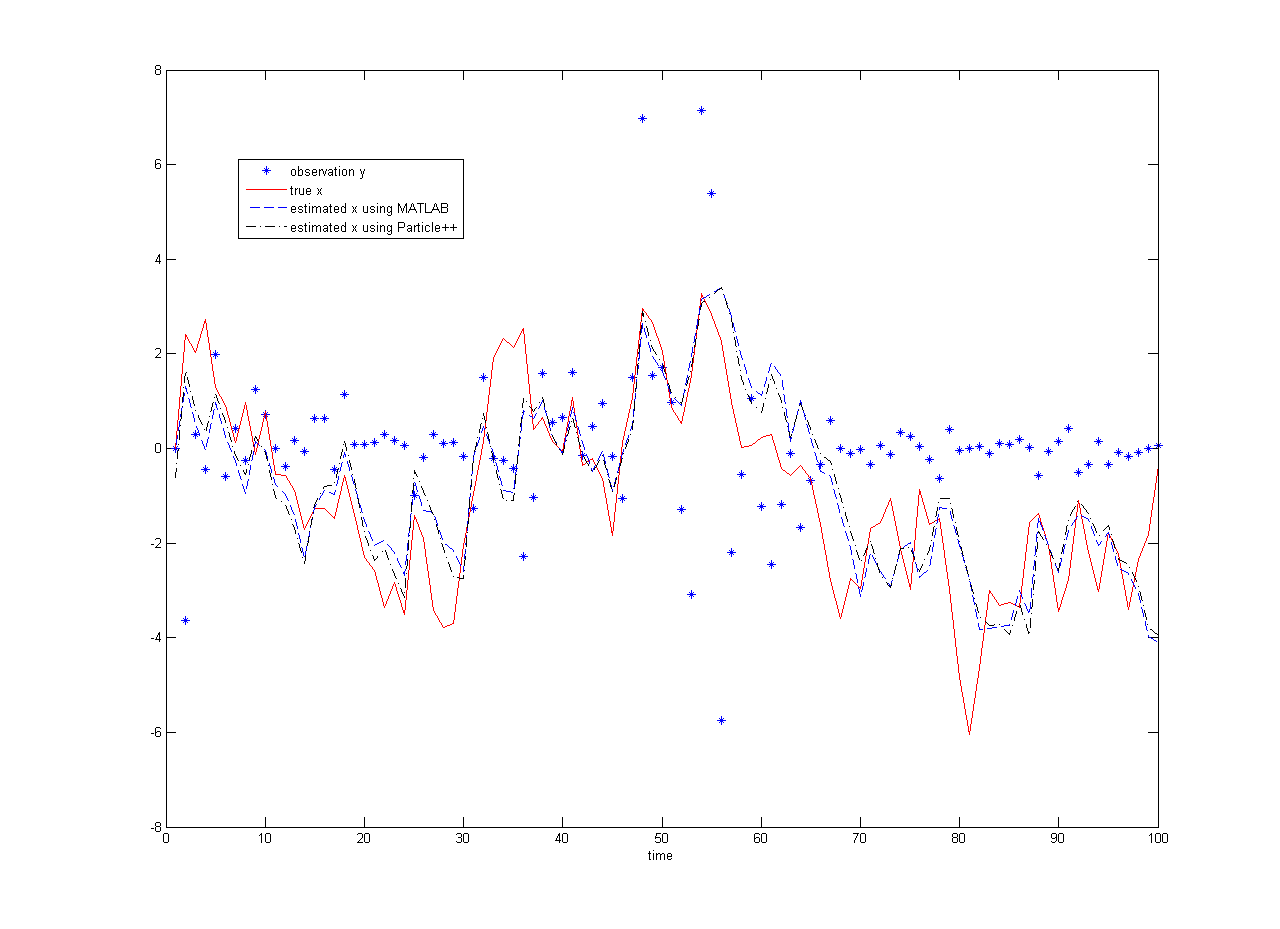 8
6
4
2
0
-2
-4
-6
-8
observation y
true x
estimated x using MATLAB
estimated x using Particle++
0 10 20 30 40 50 60 70 80 90 100
time